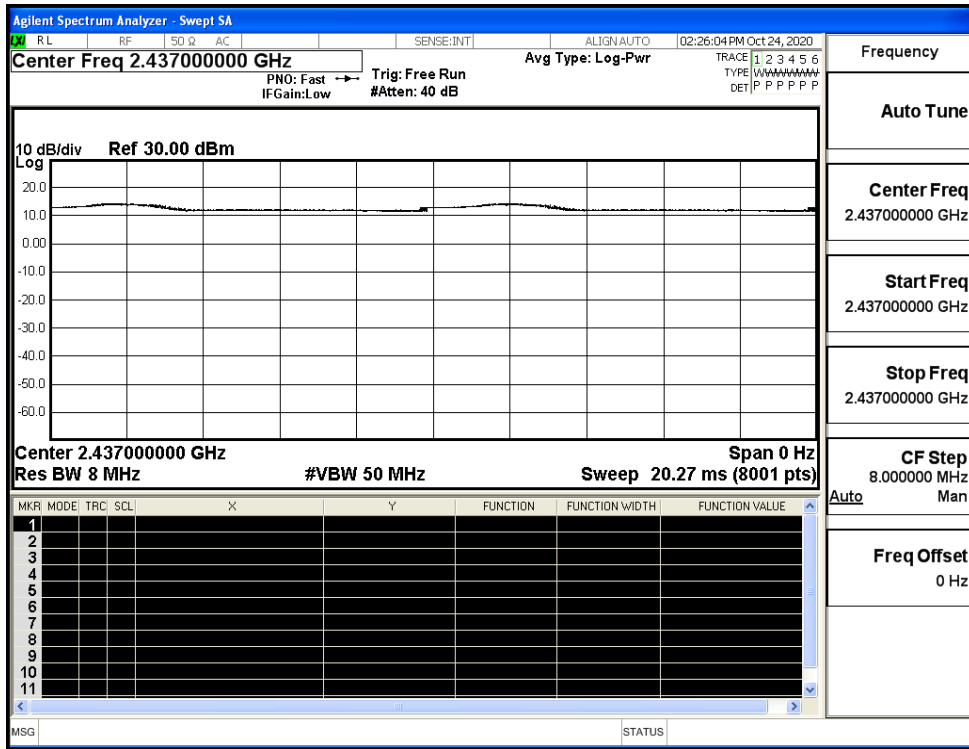 Agilent Spectrum Analyzer - Swept SA
LXI RL RF 50 Ω AC SENSE:INT ALIGN AUTO 02:26:04 PM Oct 24, 2020
Center Freq 2.437000000 GHz
Avg Type: Log-Pwr
TRACE 1 2 3 4 5 6
PNO: Fast
IFGain:Low
Trig: Free Run
#Atten: 40 dB
TYPE
DET P P P P P P
10 dB/div Ref 30.00 dBm
Log
20.0
10.0
0.00
-10.0
-20.0
-30.0
-40.0
-50.0
-60.0
Center 2.437000000 GHz Span 0 Hz
Res BW 8 MHz #VBW 50 MHz Sweep 20.27 ms (8001 pts)
MKR MODE TRC SCL X Y FUNCTION FUNCTION WIDTH FUNCTION VALUE
1
2
3
4
5
6
7
8
9
10
11
MSG STATUS
Frequency
Auto Tune
Center Freq
2.437000000 GHz
Start Freq
2.437000000 GHz
Stop Freq
2.437000000 GHz
CF Step
8.000000 MHz
Auto Man
Freq Offset
0 Hz